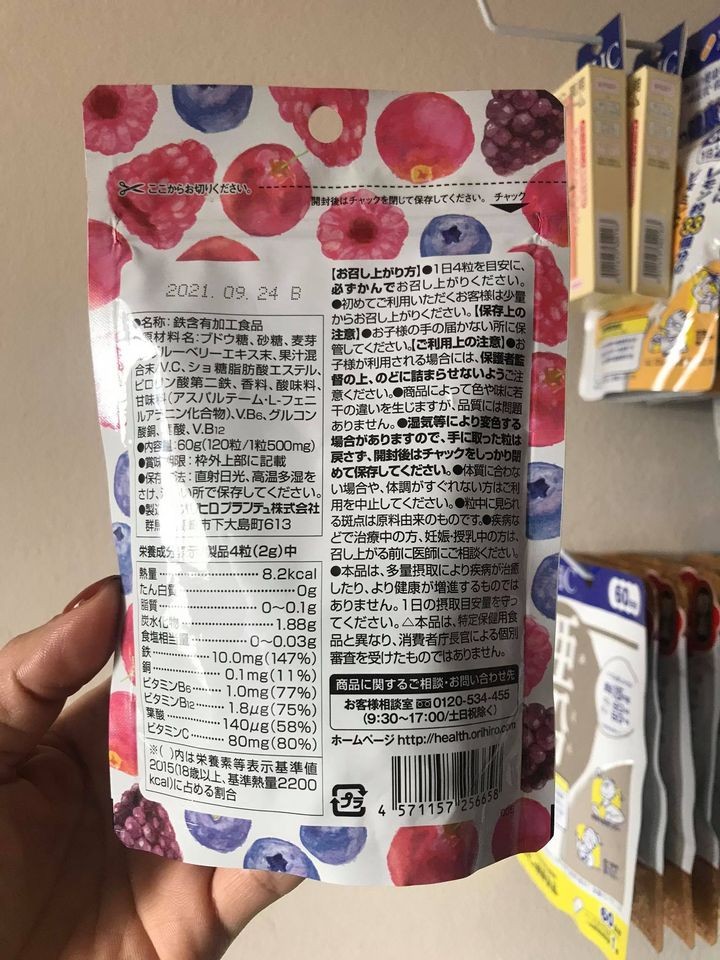 ここからお切りください。
開封後はチャックを閉じて保存してください。 チャック
2021.09.24 B
●名称:鉄含有加工食品
原材料名:ブドウ糖、砂糖、麦芽
ルーベリーエキス末、果汁混
合末/V.C、ショ糖脂肪酸エステル、
ピロリン酸第二鉄、香料、酸味料、
甘味料(アスパルテーム・L-フェニ
ルアラニン化合物)、V.B6、グルコン
酸銅、葉酸、V.B12
●内容量:60g(120粒/1粒500mg)
●賞味期限:枠外上部に記載
●保存方法:直射日光、高温多湿を
さけ、 い所で保存してください。
●製造 ヒロプランデュ株式会社
群馬 市下大島町613
栄養成分表示 製品4粒(2g)中
熱量 8.2kcal
たん白質 0g
脂質 0〜0.1g
炭水化物 1.88g
食塩相当量 0〜0.03g
鉄 10.0mg(147%)
銅 0.1mg(11%)
ビタミンB6 1.0mg(77%)
ビタミンB12 1.8μg(75%)
葉酸 140μg(58%)
ビタミンC 80mg(80%)
※( )内は栄養素等表示基準値
2015(18歳以上、基準熱量2200
kcal)に占める割合
【お召し上がり方】●1日4粒を目安に、
必ずかんでお召し上がりください。
●初めてご利用いただくお客様は少量
からお召し上がりください。【保存上の
注意】●お子様の手の届かない所に保
管してください。【ご利用上の注意】●お
子様が利用される場合には、保護者監
督の上、のどに詰まらせないようご注
意ください。●商品によって色や味に若
干の違いを生じますが、品質には問題
ありません。●湿気等により変色する
場合がありますので、手に取った粒は
戻さず、開封後はチャックをしっかり閉
めて保存してください。●体質に合わな
い場合や、体調がすぐれない方はご利
用を中止してください。●粒中に見られ
る斑点は原料由来のものです。●疾病な
どで治療中の方、妊娠・授乳中の方は、
召し上がる前に医師にご相談ください。
●本品は、多量摂取により疾病が治癒
したり、より健康が増進するものでは
ありません。1日の摂取目安量を守っ
てください。△本品は、特定保健用食
品と異なり、消費者庁長官による個別
審査を受けたものではありません。
商品に関するご相談・お問い合わせ先
お客様相談室 0120-534-455
(9:30〜17:00/土日祝除く)
ホームページ http://health.orihiro.com
プラ
4 571157 256658
60
60